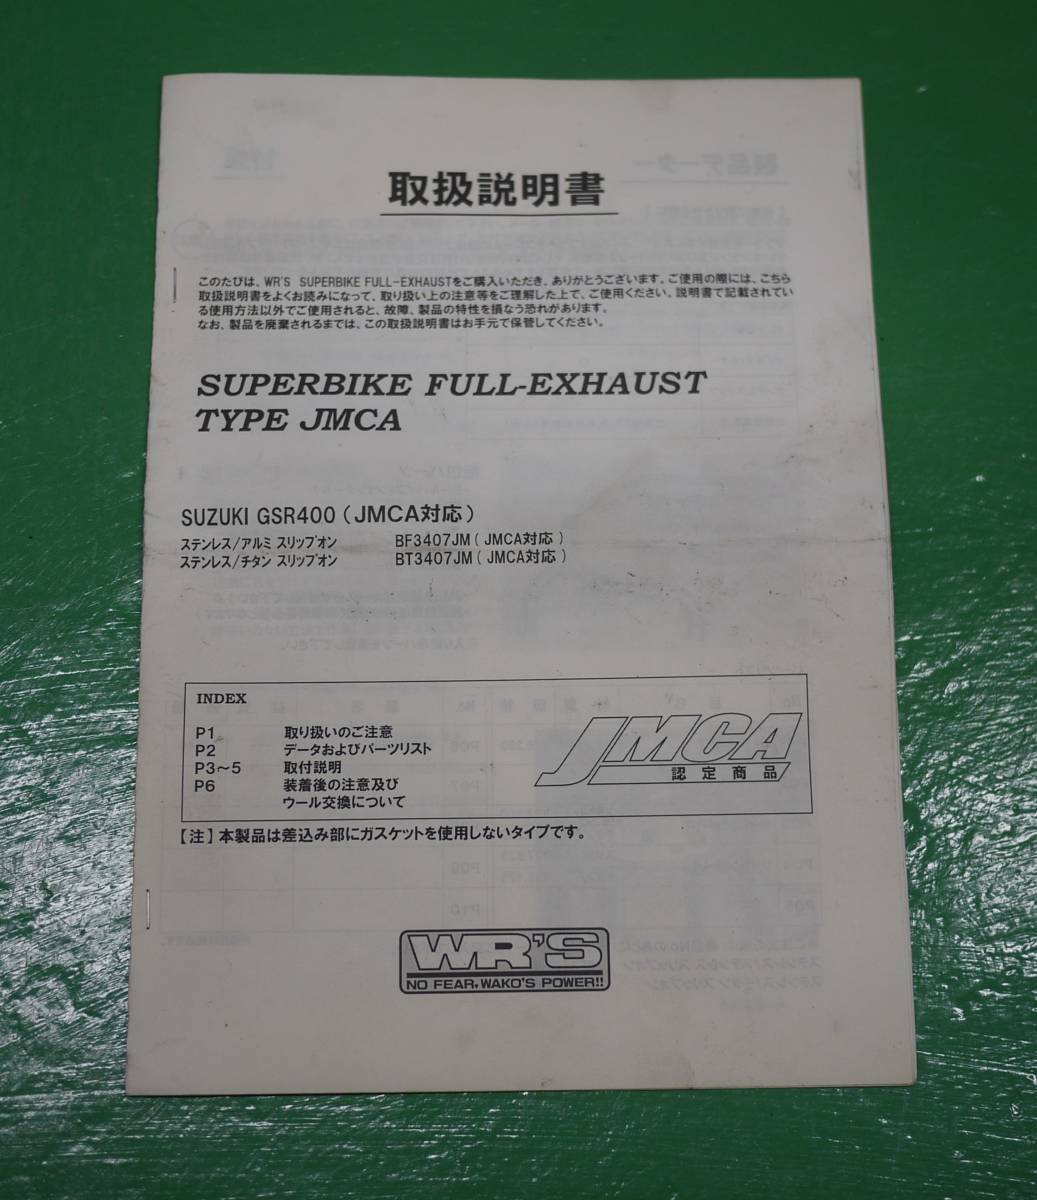 取扱説明書
このたびは、WR'S SUPERBIKE FULL-EXHAUSTをご購入いただき、ありがとうございます。ご使用の際には、こちら
取扱説明書をよくお読みになって、取り扱い上の注意等をご理解した上で、ご使用ください。説明書で記載されてい
る使用方法以外でご使用されると、故障、製品の特性を損なう恐れがあります。
なお、製品を廃棄されるまでは、この取扱説明書はお手元で保管してください。
SUPERBIKE FULL-EXHAUST
TYPE JMCA
SUZUKI GSR400 (JMCA対応)
ステンレス/アルミ スリップオン BF3407JM ( JMCA対応 )
ステンレス/チタン スリップオン BT3407JM ( JMCA対応 )
INDEX
P1 取り扱いのご注意
P2 データおよびパーツリスト
P3～5 取付説明
P6 装着後の注意及び
ウール交換について
JMCA
認定商品
【注】本製品は差込み部にガスケットを使用しないタイプです。
WR'S
NO FEAR, WAKO'S POWER!!